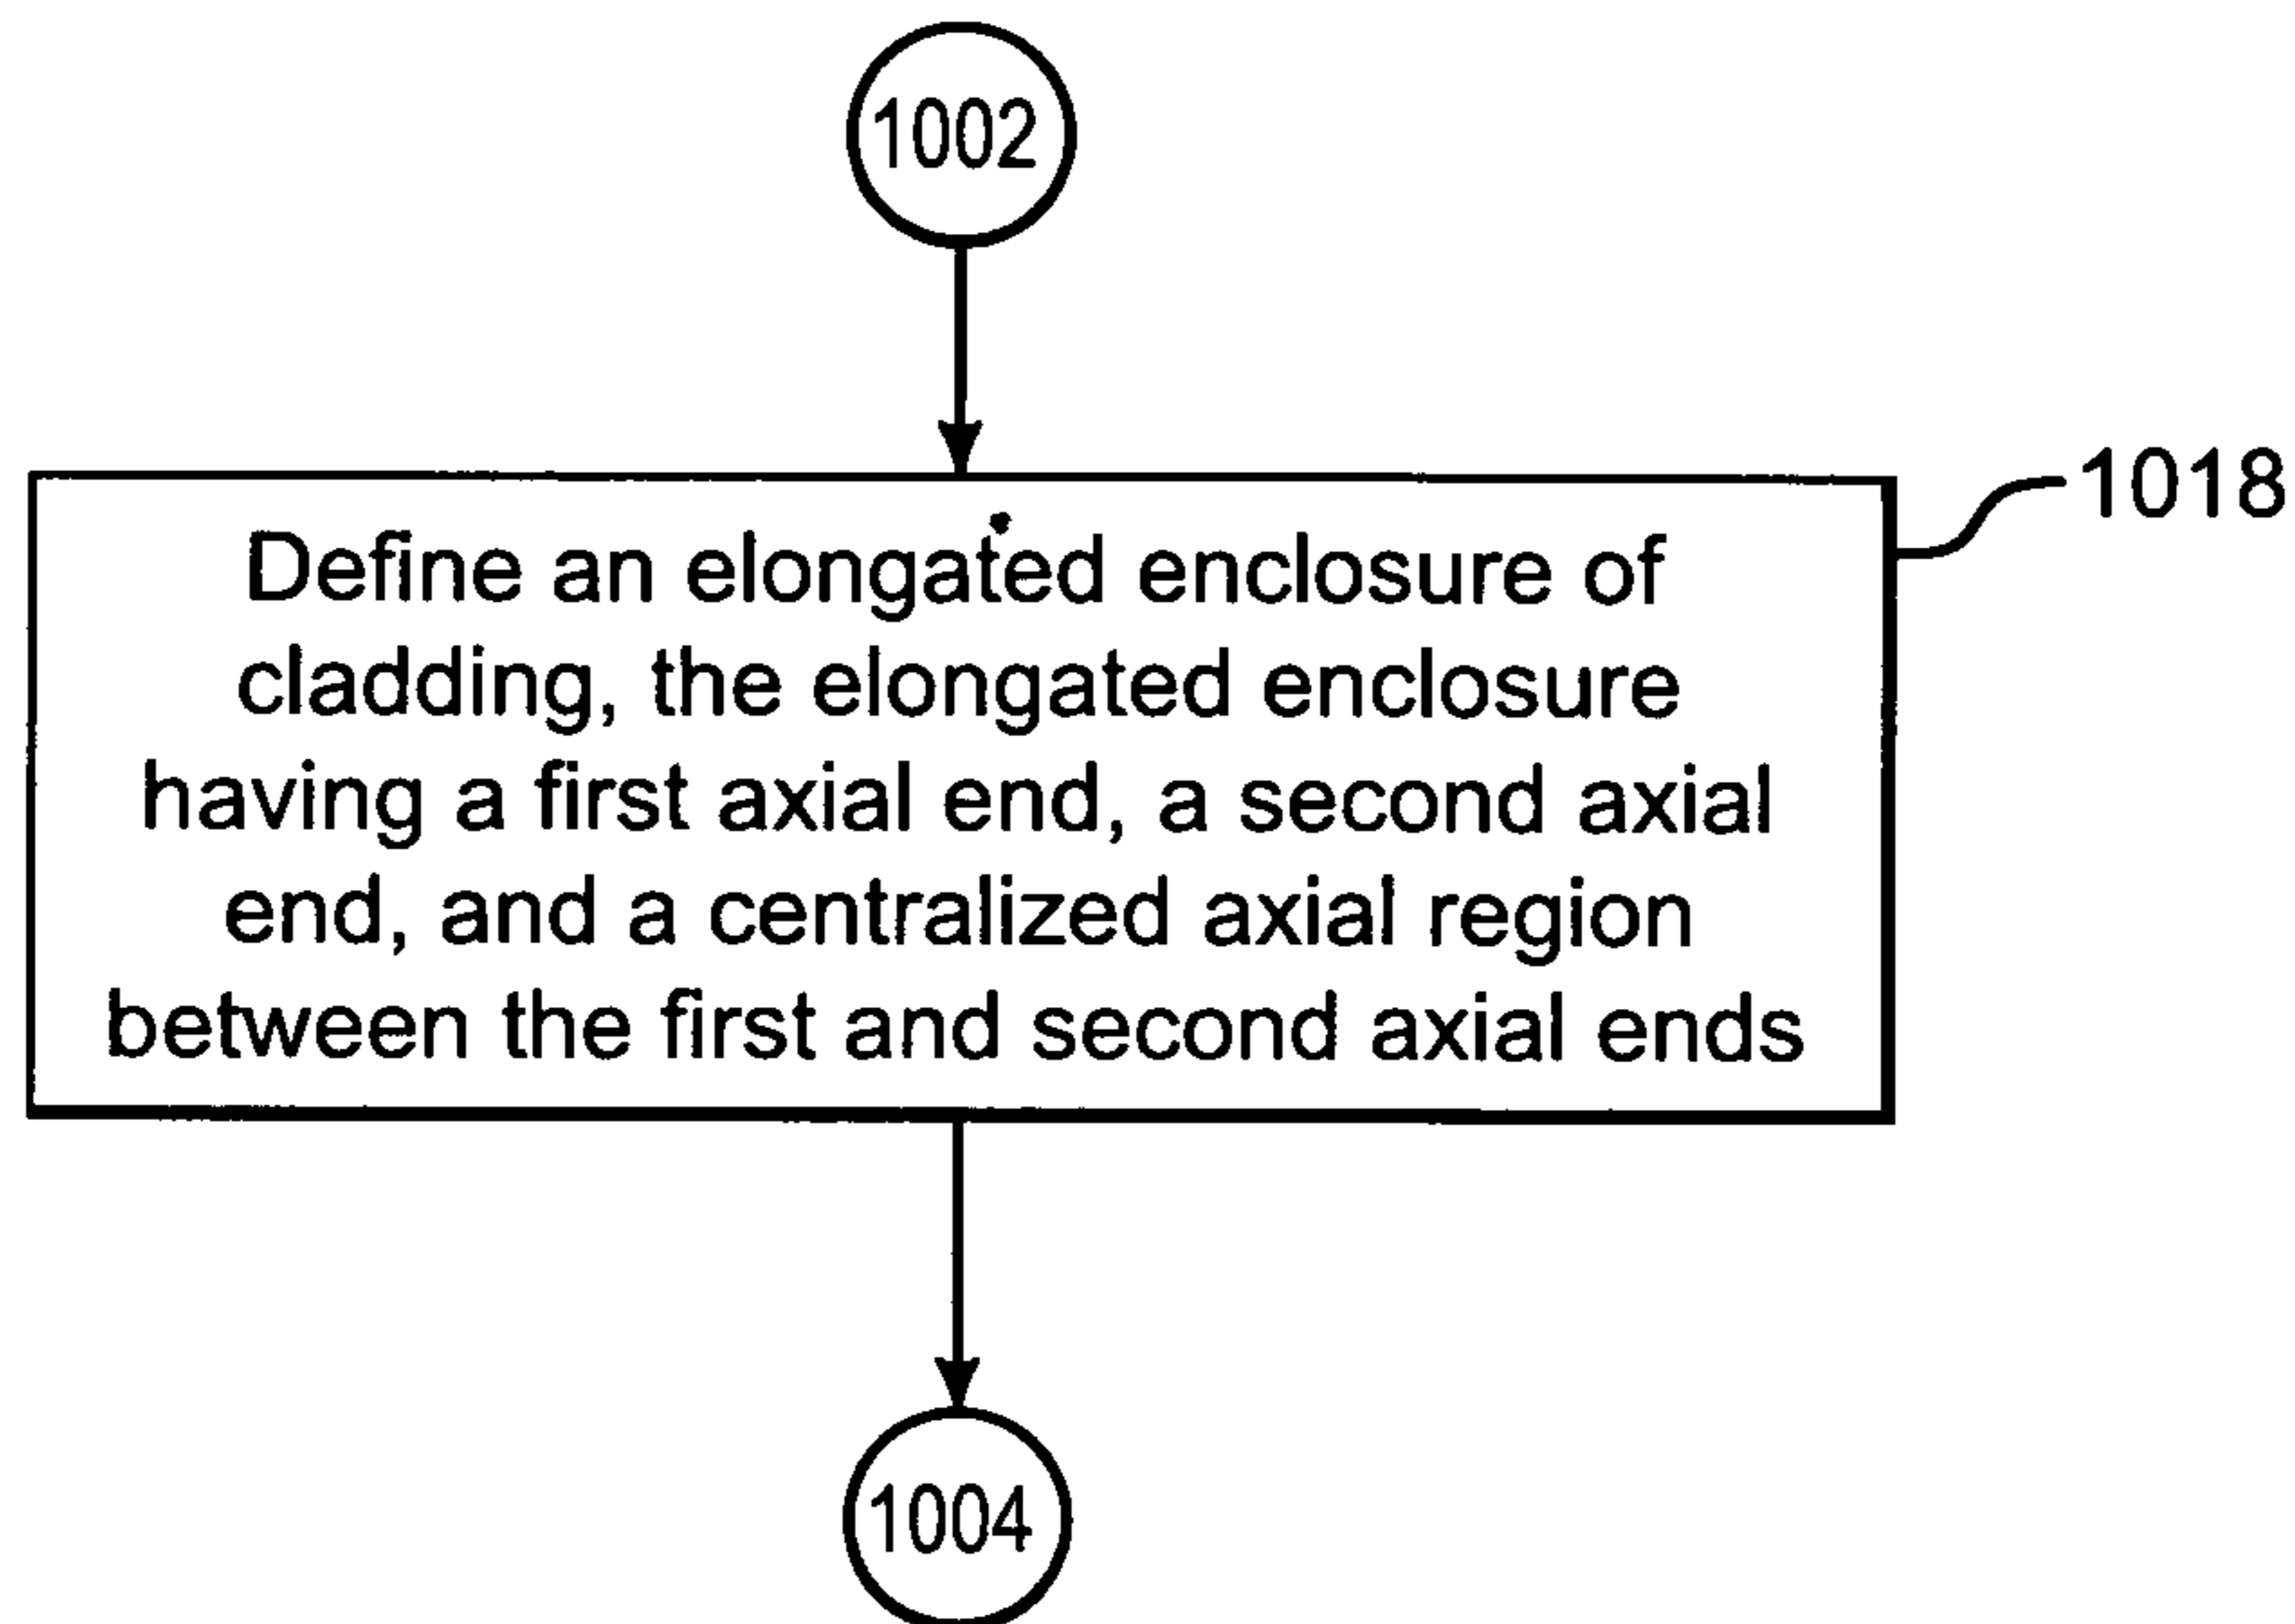 1002
1018
Define an elongated enclosure of
cladding, the elongated enclosure
having a first axial end, a second axial
end, and a centralized axial region
between the first and second axial ends
1004